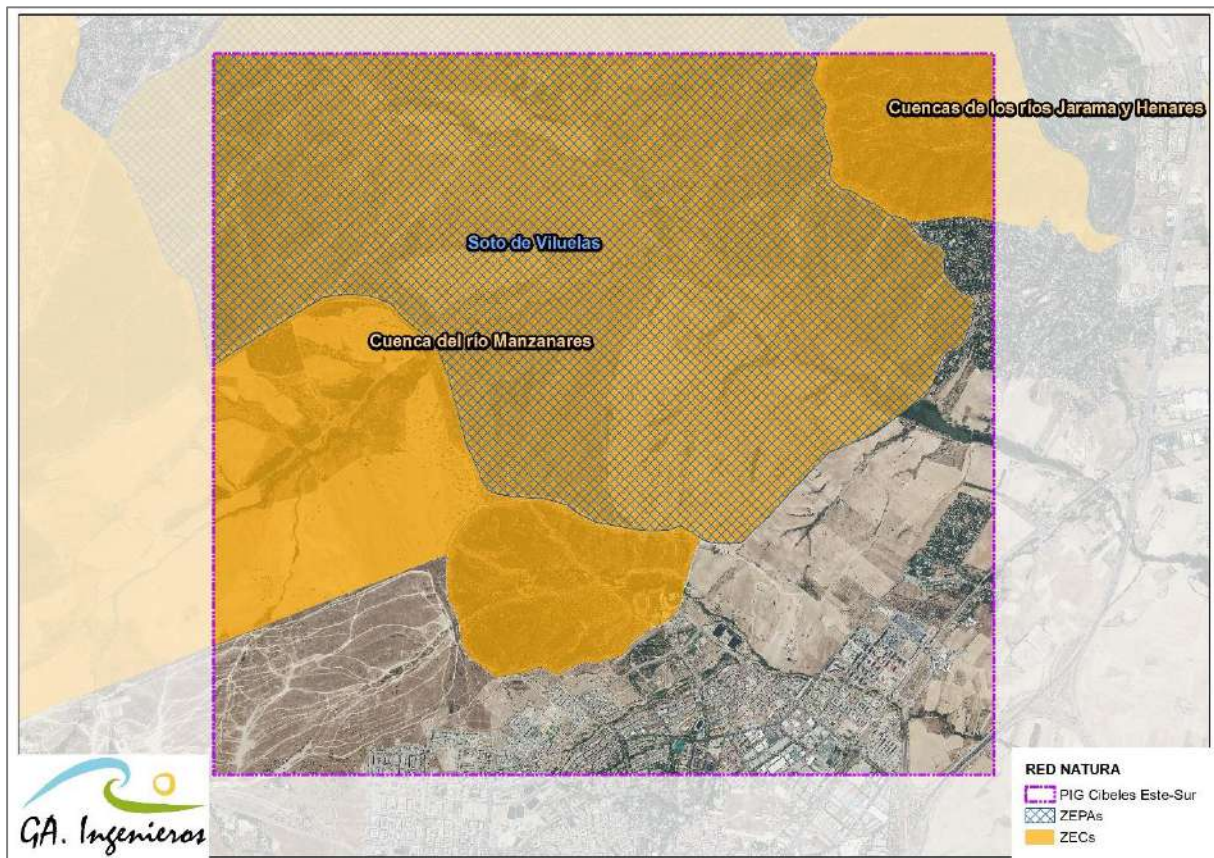 Cuencas de los ríos Jarama y Henares
Soto de Viluelas
Cuenca del río Manzanares
GA. Ingenieros
RED NATURA
PIG Cibeles Este-Sur
ZEPAs
ZECs